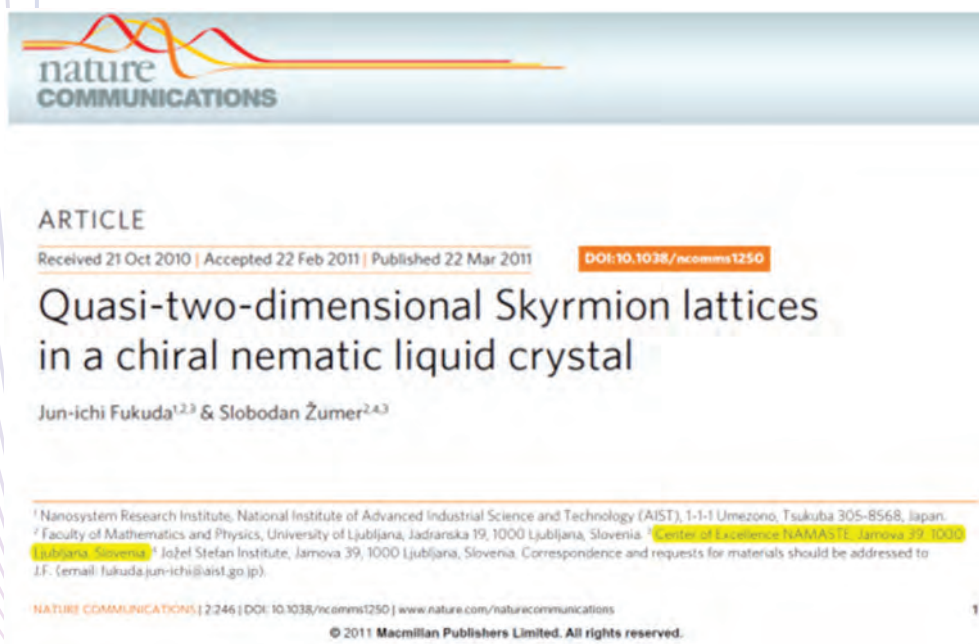 nature
COMMUNICATIONS
ARTICLE
Received 21 Oct 2010 | Accepted 22 Feb 2011 | Published 22 Mar 2011
DOI:10.1038/ncomms1250
Quasi-two-dimensional Skyrmion lattices
in a chiral nematic liquid crystal
Jun-ichi Fukuda1,2,3 & Slobodan Žumer2,4,3
1 Nanosystem Research Institute, National Institute of Advanced Industrial Science and Technology (AIST), 1-1-1 Umezono, Tsukuba 305-8568, Japan.
2 Faculty of Mathematics and Physics, University of Ljubljana, Jadranska 19, 1000 Ljubljana, Slovenia. 3 Center of Excellence NAMASTE, Jamova 39, 1000
Ljubljana, Slovenia. 4 Jožef Stefan Institute, Jamova 39, 1000 Ljubljana, Slovenia. Correspondence and requests for materials should be addressed to
J.F. (email: fukuda.jun-ichi@aist.go.jp).
NATURE COMMUNICATIONS | 2:246 | DOI: 10.1038/ncomms1250 | www.nature.com/naturecommunications
1
© 2011 Macmillan Publishers Limited. All rights reserved.